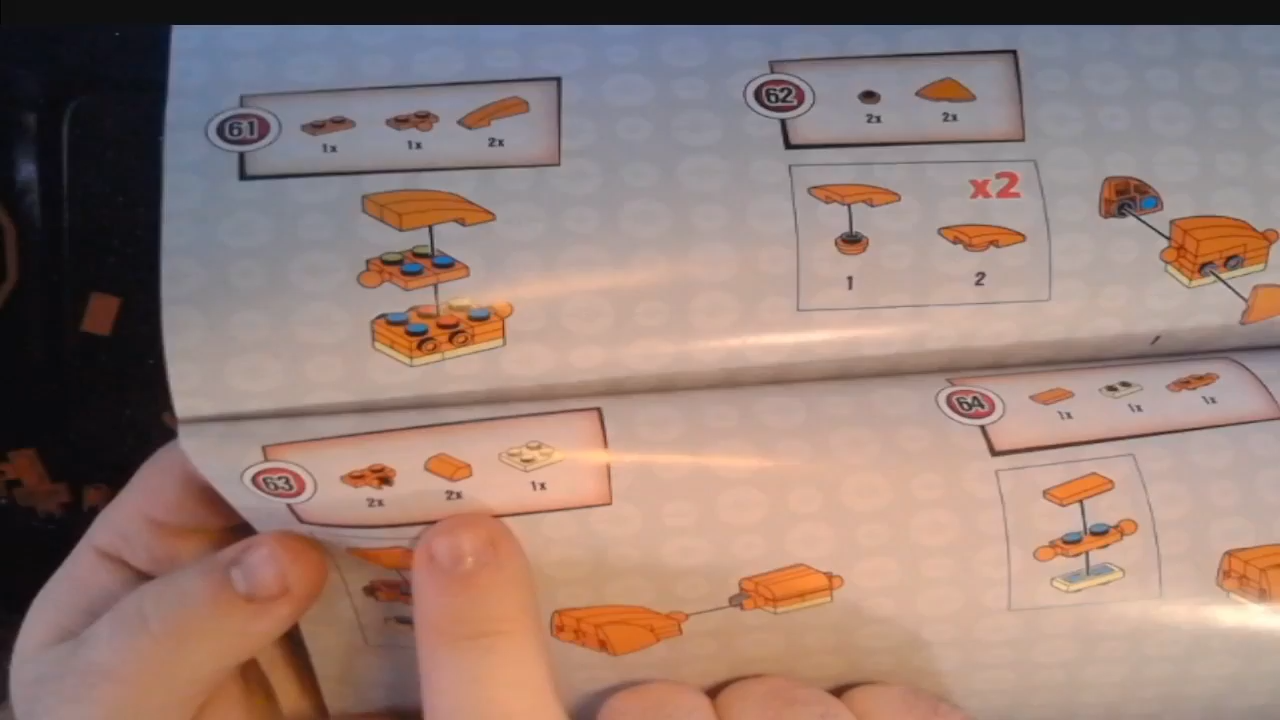 61
1x 1x 2x
62
2x 2x
x2
1 2
63
2x 2x 1x
64
1x 1x 1x